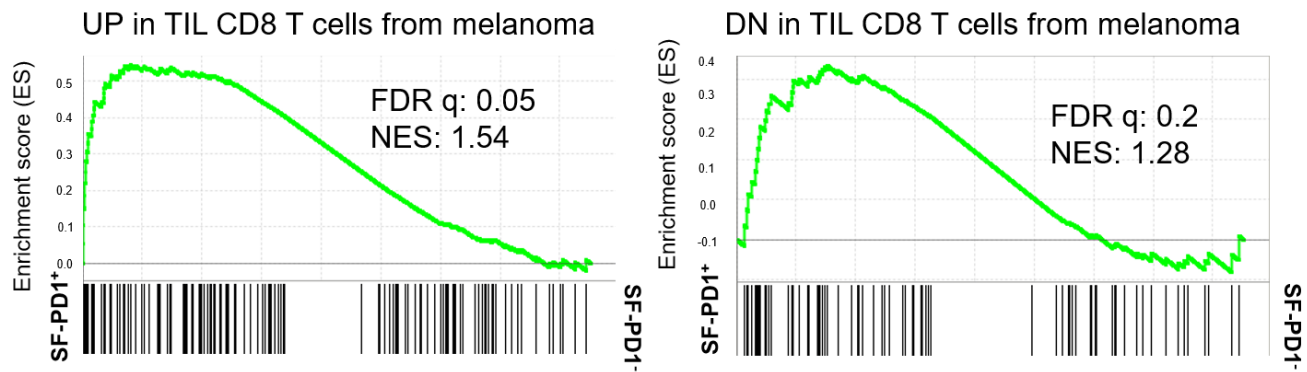 UP in TIL CD8 T cells from melanoma
Enrichment score (ES)
0.5
0.4
0.3
0.2
0.1
0.0
FDR q: 0.05
NES: 1.54
SF-PD1+
SF-PD1-
DN in TIL CD8 T cells from melanoma
Enrichment score (ES)
0.4
0.3
0.2
0.1
0.0
-0.1
FDR q: 0.2
NES: 1.28
SF-PD1+
SF-PD1-